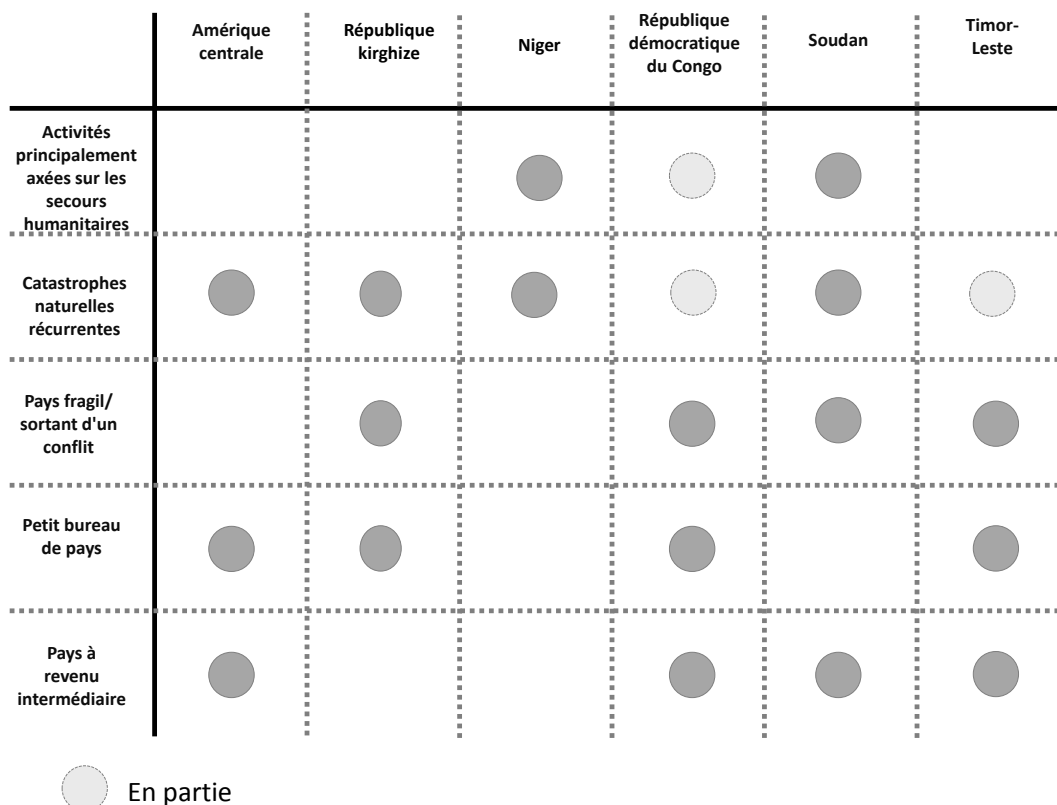 Amérique
centrale
République
kirghize
Niger
République
démocratique
du Congo
Soudan
Timor-
Leste
Activités
principalement
axées sur les
secours
humanitaires
Catastrophes
naturelles
récurrentes
Pays fragil/
sortant d'un
conflit
Petit bureau
de pays
Pays à
revenu
intermédiaire
En partie